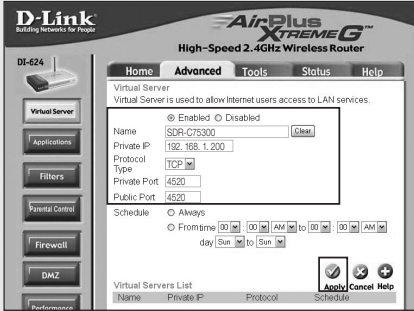 D-Link
Building Networks for People
AirPlus
XTREME G™
High-Speed 2.4GHz Wireless Router
DI-624
Home Advanced Tools Status Help
Virtual Server
Applications
Filters
Parental Control
Firewall
DMZ
Performance
Virtual Server
Virtual Server is used to allow Internet users access to LAN services.
Enabled Disabled
Name SDR-C75300 Clear
Private IP 192. 168. 1. 200
Protocol
Type TCP
Private Port 4520
Public Port 4520
Schedule Always
From time 00 : 00 AM to 00 : 00 AM
day Sun to Sun
Apply Cancel Help
Virtual Servers List
Name Private IP Protocol Schedule